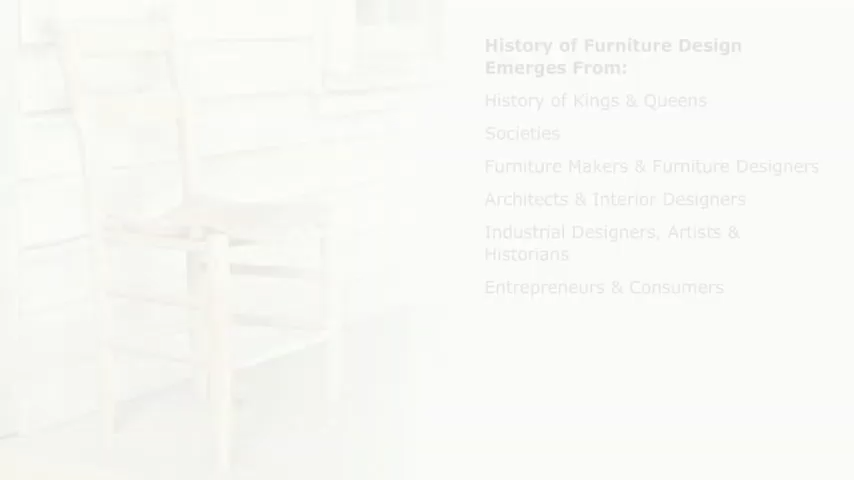 History of Furniture Design
Emerges From:
History of Kings & Queens
Societies
Furniture Makers & Furniture Designers
Architects & Interior Designers
Industrial Designers, Artists &
Historians
Entrepreneurs & Consumers